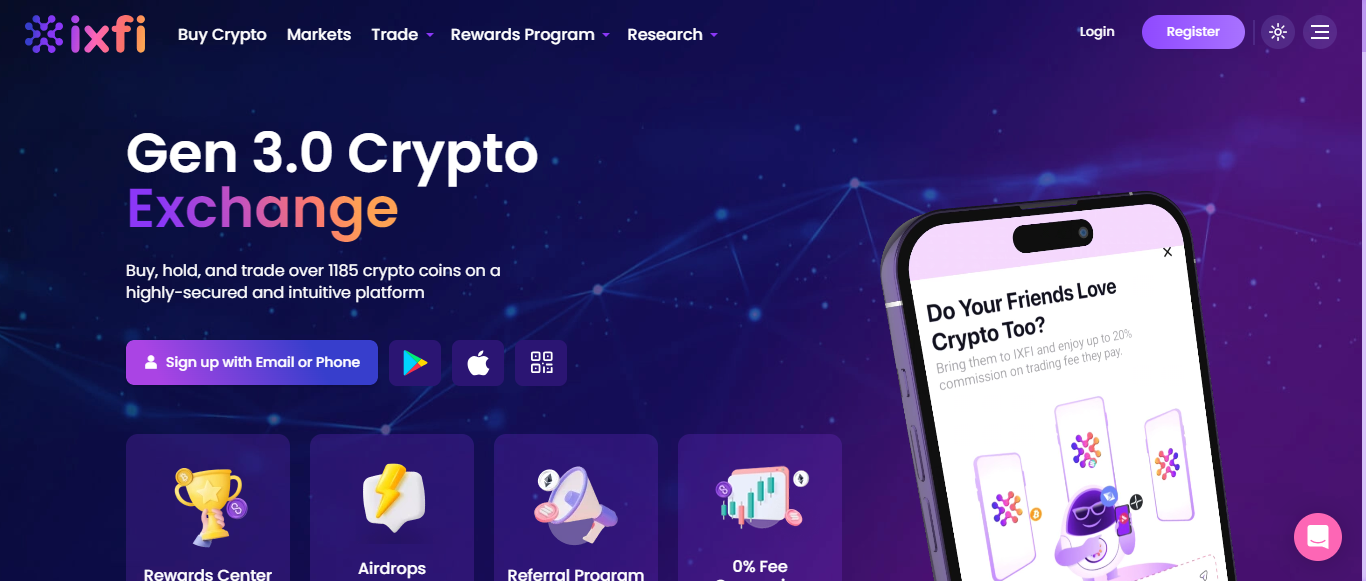 ixfi
Buy Crypto
Markets
Trade
Rewards Program
Research
Login
Register
Gen 3.0 Crypto
Exchange
Buy, hold, and trade over 1185 crypto coins on a
highly-secured and intuitive platform
Sign up with Email or Phone
Rewards Center
Airdrops
Referral Program
0% Fee
X
Do Your Friends Love
Crypto Too?
Bring them to IXFI and enjoy up to 20%
commission on trading fee they pay.